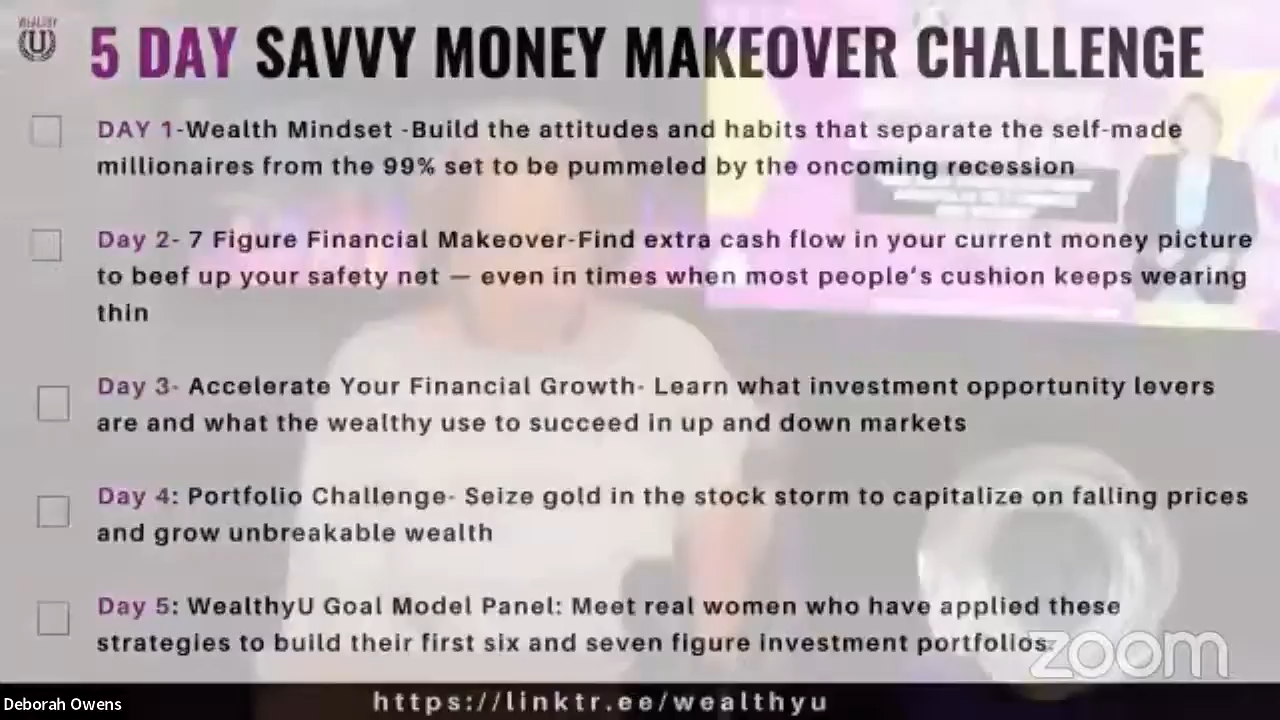 WEALTHY
U
5 DAY SAVVY MONEY MAKEOVER CHALLENGE
DAY 1-Wealth Mindset -Build the attitudes and habits that separate the self-made
millionaires from the 99% set to be pummeled by the oncoming recession
Day 2- 7 Figure Financial Makeover-Find extra cash flow in your current money picture
to beef up your safety net — even in times when most people's cushion keeps wearing
thin
Day 3- Accelerate Your Financial Growth- Learn what investment opportunity levers
are and what the wealthy use to succeed in up and down markets
Day 4: Portfolio Challenge- Seize gold in the stock storm to capitalize on falling prices
and grow unbreakable wealth
Day 5: WealthyU Goal Model Panel: Meet real women who have applied these
strategies to build their first six and seven figure investment portfolios.
zoom
Deborah Owens
https://linktr.ee/wealthyu